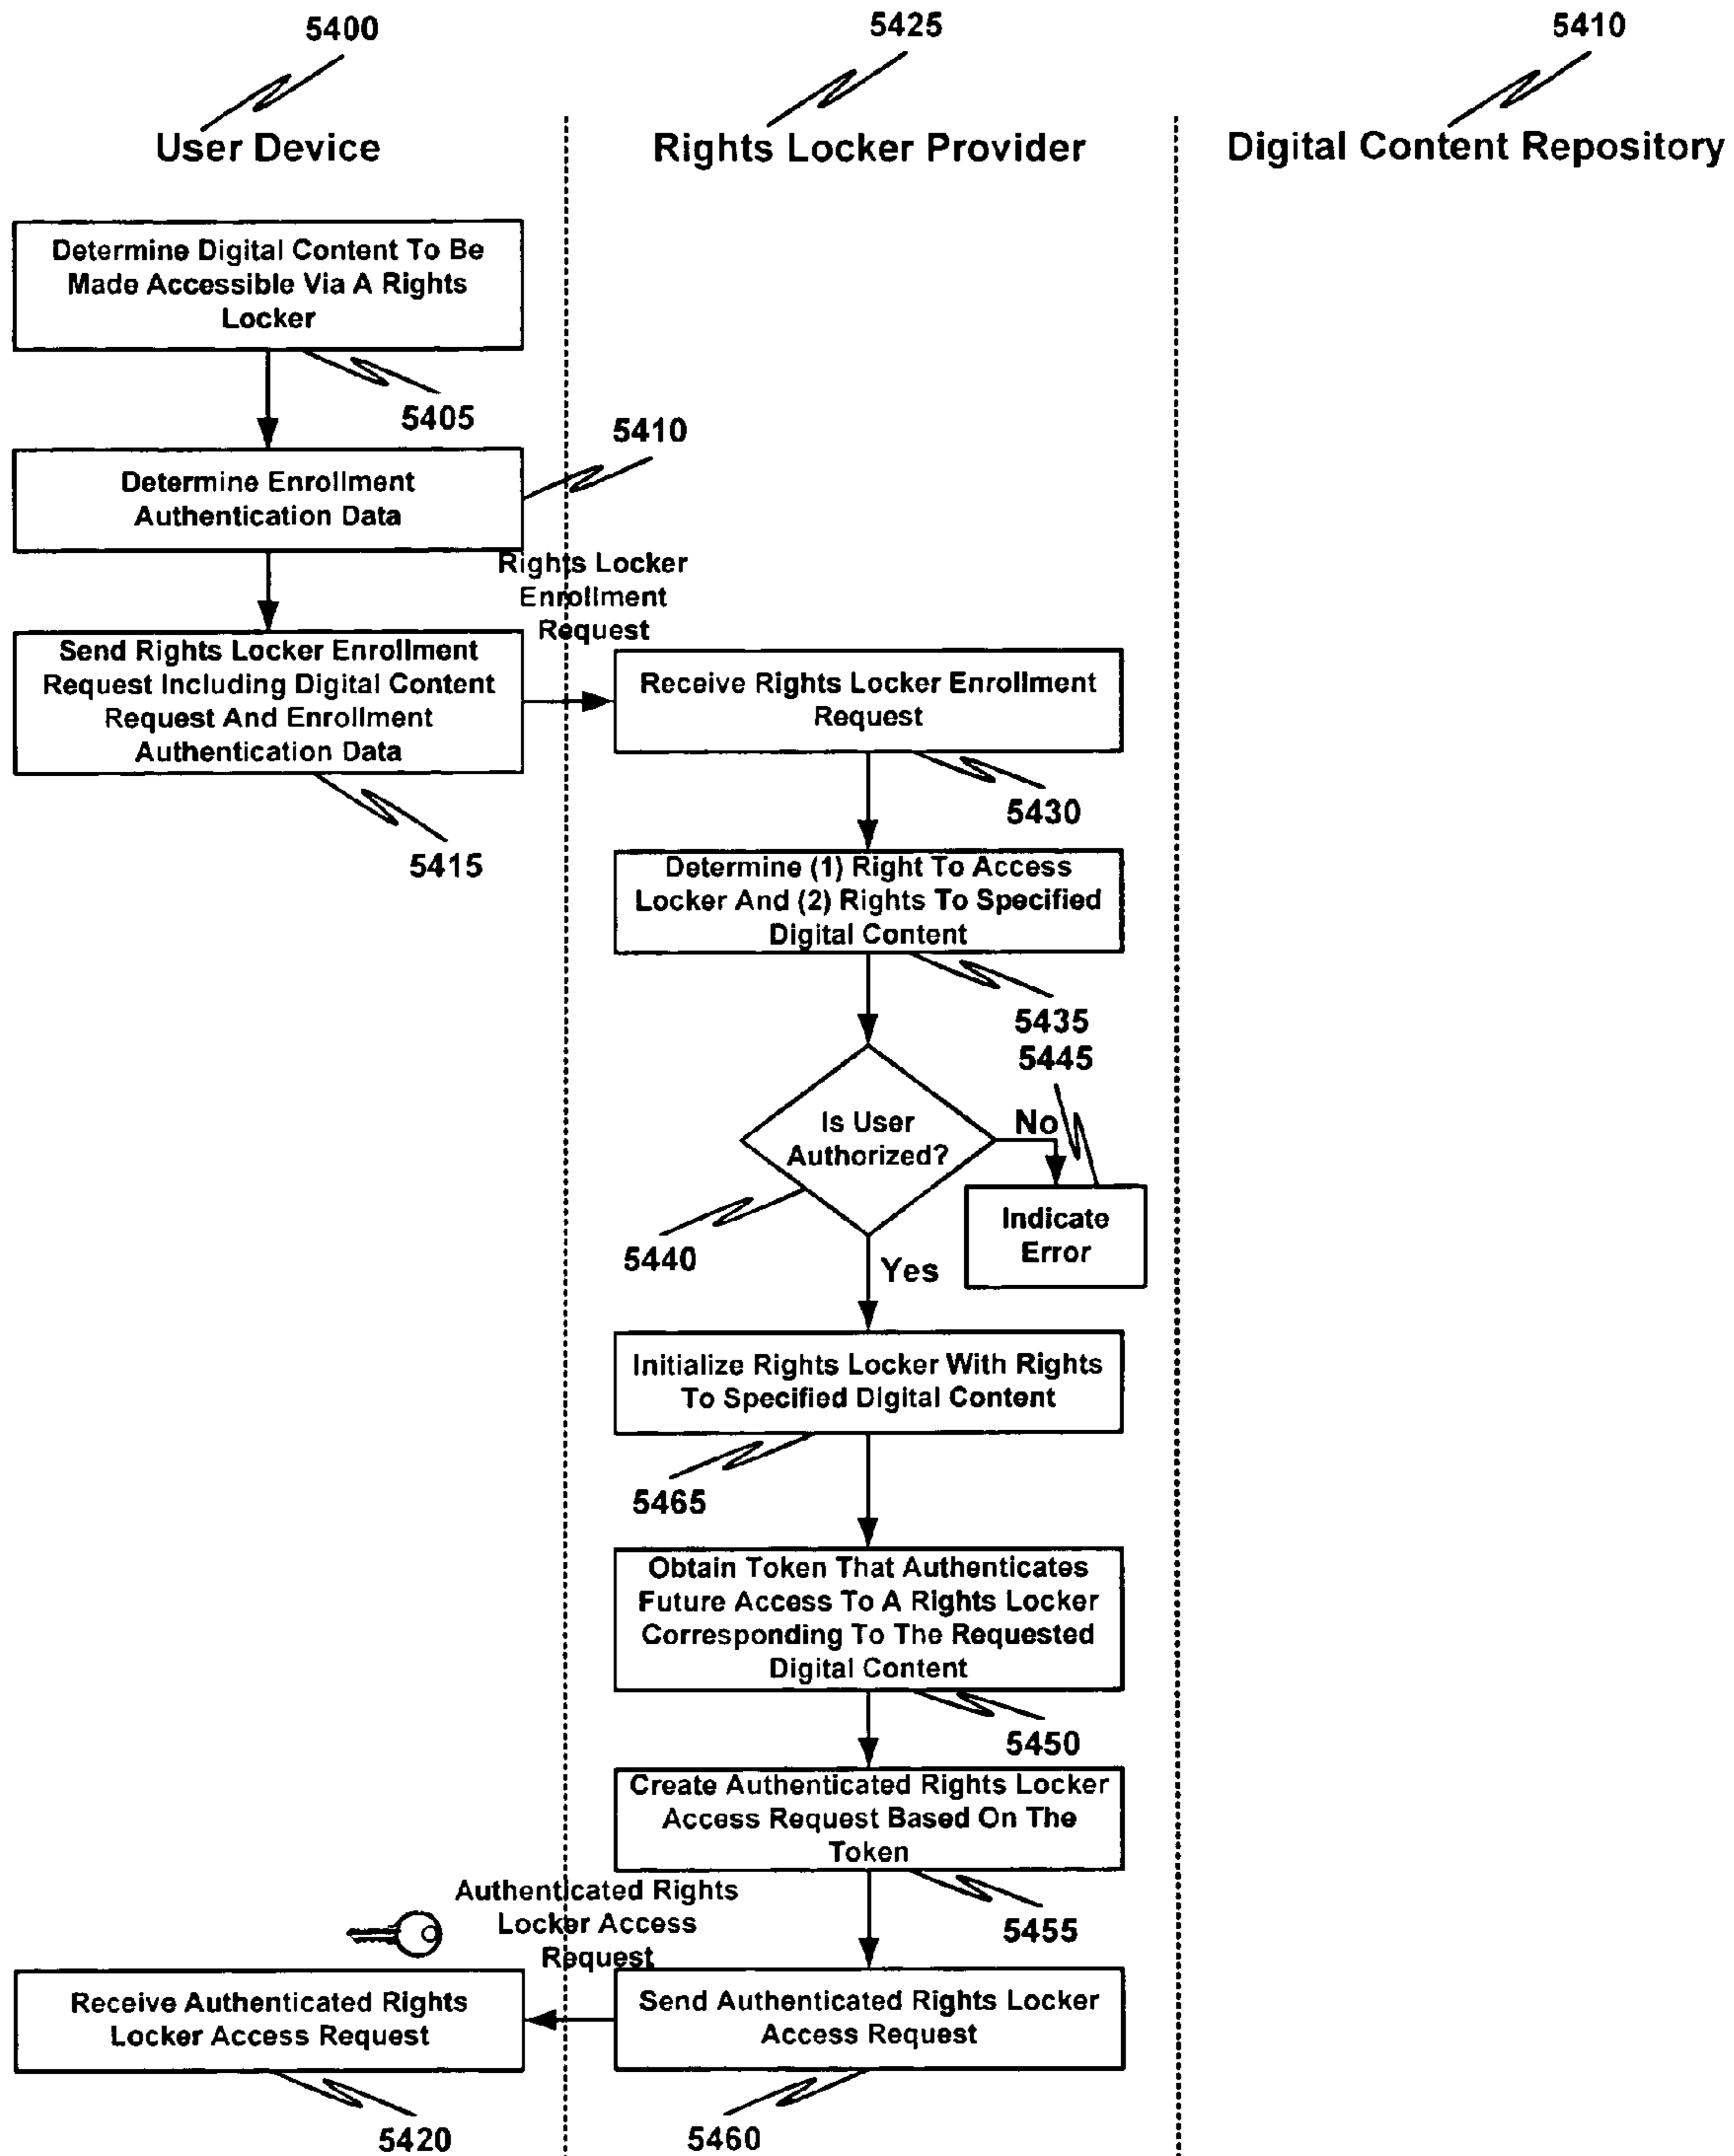 5400
5425
5410
User Device
Rights Locker Provider
Digital Content Repository
Determine Digital Content To Be
Made Accessible Via A Rights
Locker
5405
5410
Determine Enrollment
Authentication Data
Rights Locker
Enrollment
Request
Send Rights Locker Enrollment
Request Including Digital Content
Request And Enrollment
Authentication Data
5415
Receive Rights Locker Enrollment
Request
5430
Determine (1) Right To Access
Locker And (2) Rights To Specified
Digital Content
5435
5445
Is User
Authorized?
No
Indicate
Error
5440
Yes
Initialize Rights Locker With Rights
To Specified Digital Content
5465
Obtain Token That Authenticates
Future Access To A Rights Locker
Corresponding To The Requested
Digital Content
5450
Create Authenticated Rights Locker
Access Request Based On The
Token
5455
Authenticated Rights
Locker Access
Request
Send Authenticated Rights Locker
Access Request
Receive Authenticated Rights
Locker Access Request
5420
5460